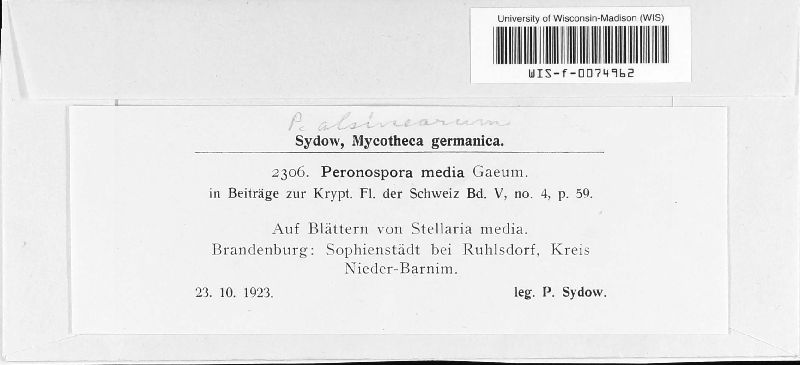 University of Wisconsin-Madison (WIS)
WIS-f-0074962
P. alsinearum
Sydow, Mycotheca germanica.
2306. Peronospora media Gaeum.
in Beiträge zur Krypt. Fl. der Schweiz Bd. V, no. 4, p. 59.
Auf Blättern von Stellaria media.
Brandenburg: Sophienstädt bei Ruhlsdorf, Kreis
Nieder-Barnim.
23. 10. 1923. leg. P. Sydow.